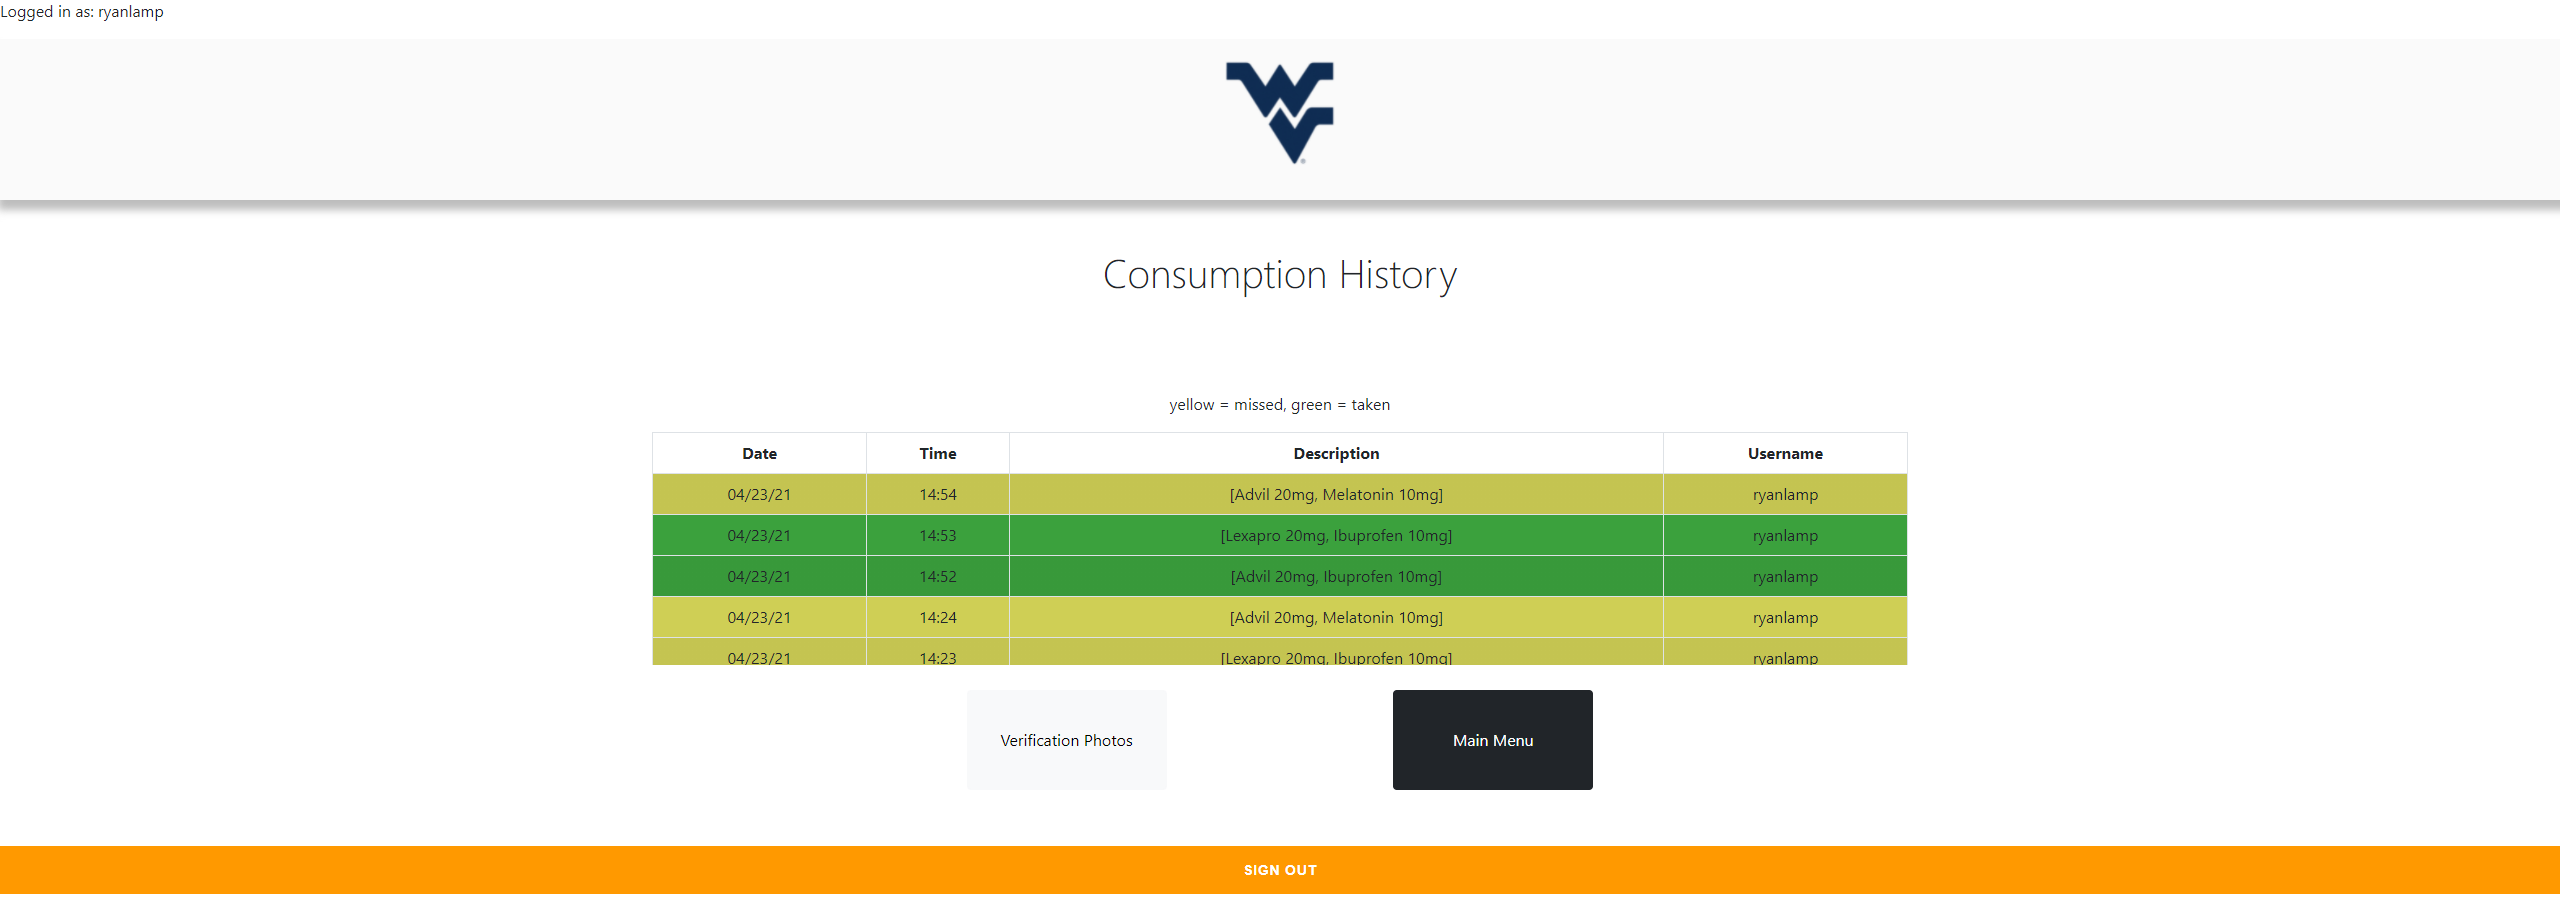 Logged in as: ryanlamp
WV
Consumption History
yellow = missed, green = taken
Date Time Description Username
04/23/21 14:54 [Advil 20mg, Melatonin 10mg] ryanlamp
04/23/21 14:53 [Lexapro 20mg, Ibuprofen 10mg] ryanlamp
04/23/21 14:52 [Advil 20mg, Ibuprofen 10mg] ryanlamp
04/23/21 14:24 [Advil 20mg, Melatonin 10mg] ryanlamp
04/23/21 14:23 [Lexapro 20mg, Ibuprofen 10mg] ryanlamp
Verification Photos Main Menu
SIGN OUT